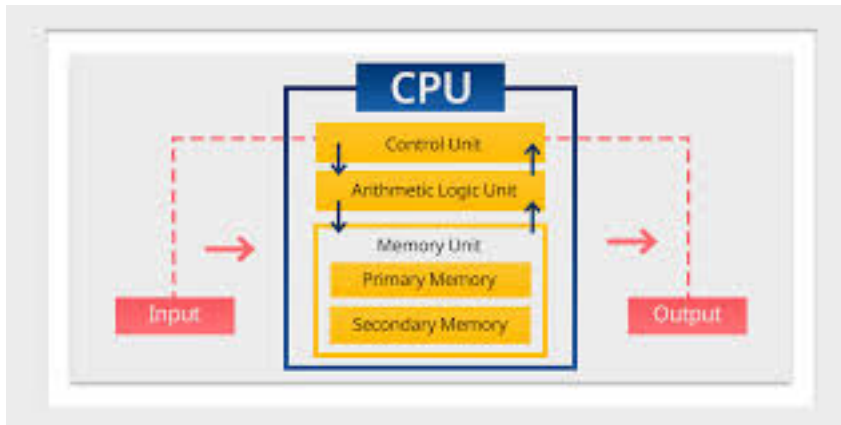 CPU
Control Unit
Arithmetic Logic Unit
Memory Unit
Primary Memory
Secondary Memory
Input
Output